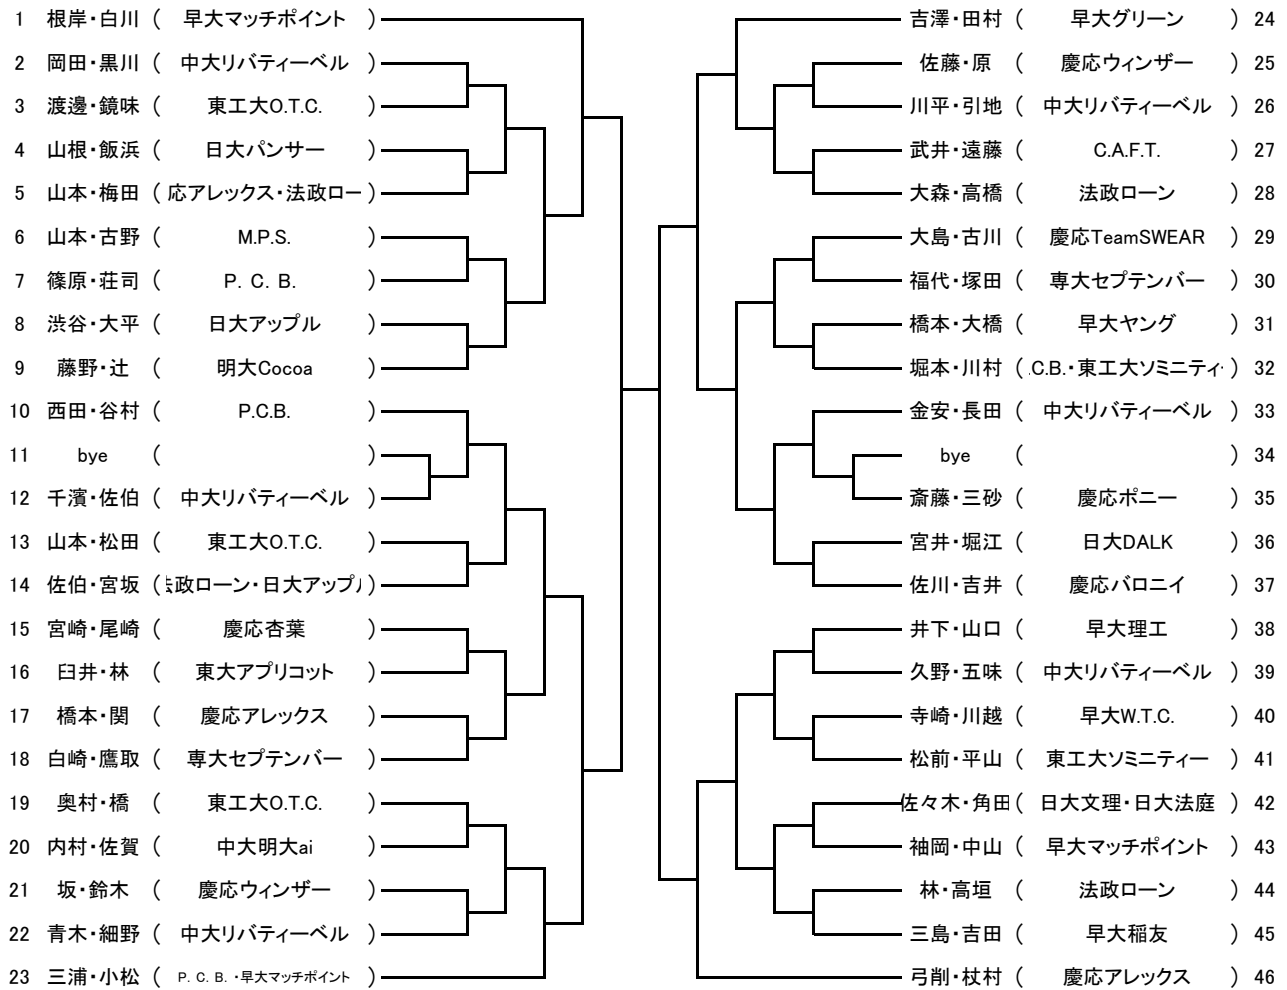 1 根岸・白川 ( 早大マッチポイント )
2 岡田・黒川 ( 中大リバティーベル )
3 渡邊・鏡味 ( 東工大O.T.C. )
4 山根・飯浜 ( 日大パンサー )
5 山本・梅田 ( 応アレックス・法政ロー )
6 山本・古野 ( M.P.S. )
7 篠原・荘司 ( P. C. B. )
8 渋谷・大平 ( 日大アップル )
9 藤野・辻 ( 明大Cocoa )
10 西田・谷村 ( P.C.B. )
11 bye ( )
12 千濱・佐伯 ( 中大リバティーベル )
13 山本・松田 ( 東工大O.T.C. )
14 佐伯・宮坂 ( 政ローン・日大アップ )
15 宮崎・尾崎 ( 慶応杏葉 )
16 臼井・林 ( 東大アプリコット )
17 橋本・関 ( 慶応アレックス )
18 白崎・鷹取 ( 専大セプテンバー )
19 奥村・橋 ( 東工大O.T.C. )
20 内村・佐賀 ( 中大明大ai )
21 坂・鈴木 ( 慶応ウィンザー )
22 青木・細野 ( 中大リバティーベル )
23 三浦・小松 ( P. C. B. ・早大マッチポイント )
吉澤・田村 ( 早大グリーン ) 24
佐藤・原 ( 慶応ウィンザー ) 25
川平・引地 ( 中大リバティーベル ) 26
武井・遠藤 ( C.A.F.T. ) 27
大森・高橋 ( 法政ローン ) 28
大島・古川 ( 慶応TeamSWEAR ) 29
福代・塚田 ( 専大セプテンバー ) 30
橋本・大橋 ( 早大ヤング ) 31
堀本・川村 ( .C.B.・東工大ソミニティ ) 32
金安・長田 ( 中大リバティーベル ) 33
bye ( ) 34
斎藤・三砂 ( 慶応ポニー ) 35
宮井・堀江 ( 日大DALK ) 36
佐川・吉井 ( 慶応バロニイ ) 37
井下・山口 ( 早大理工 ) 38
久野・五味 ( 中大リバティーベル ) 39
寺崎・川越 ( 早大W.T.C. ) 40
松前・平山 ( 東工大ソミニティー ) 41
佐々木・角田 ( 日大文理・日大法庭 ) 42
袖岡・中山 ( 早大マッチポイント ) 43
林・高垣 ( 法政ローン ) 44
三島・吉田 ( 早大稲友 ) 45
弓削・杖村 ( 慶応アレックス ) 46